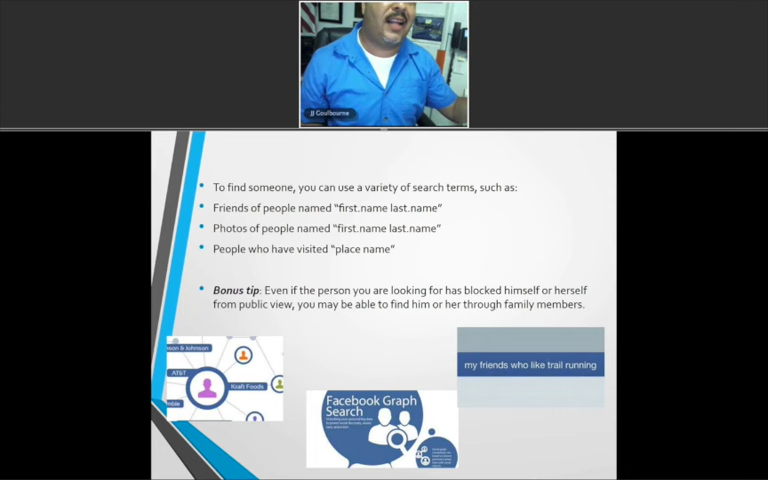 JJ Coulbourne
To find someone, you can use a variety of search terms, such as:
Friends of people named “first.name last.name”
Photos of people named “first.name last.name”
People who have visited “place name”
Bonus tip: Even if the person you are looking for has blocked himself or herself
from public view, you may be able to find him or her through family members.
son & Johnson
AT&T
Kraft Foods
mble
my friends who like trail running
Facebook Graph
Search